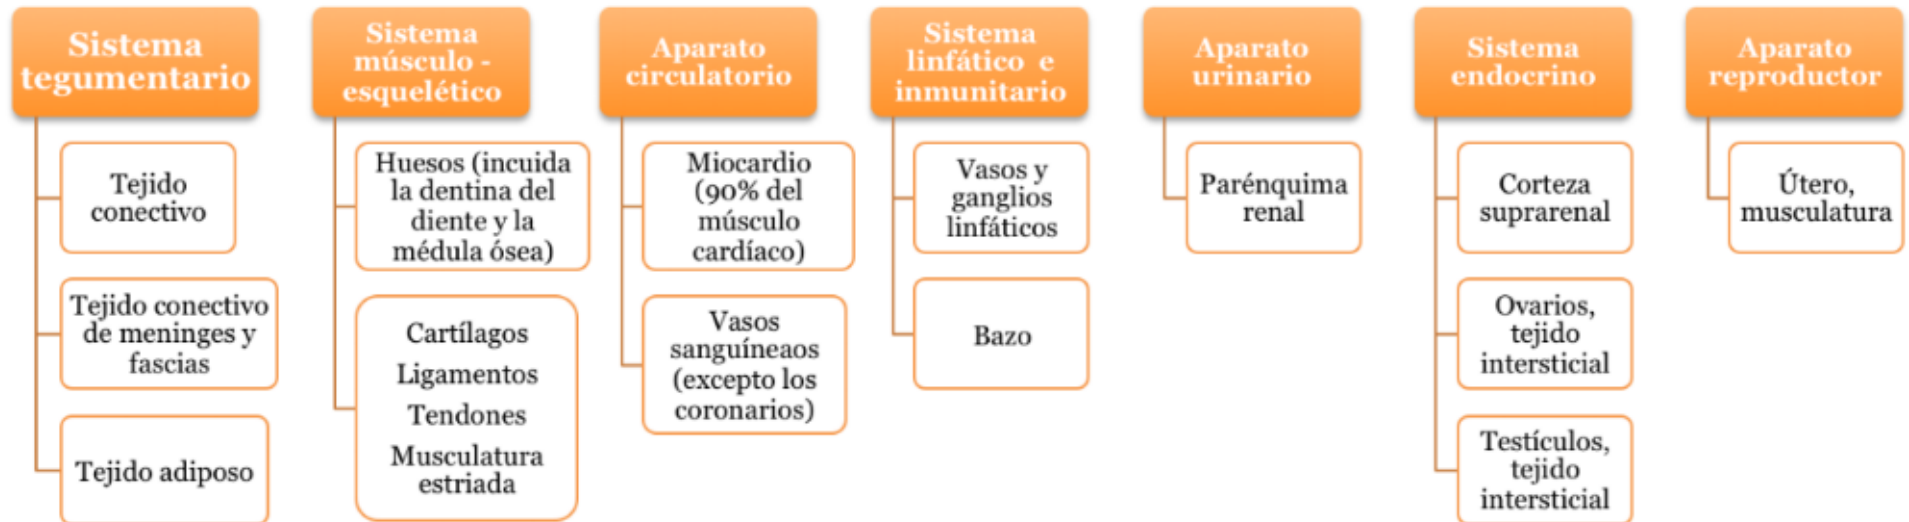 Sistema
tegumentario
Tejido
conectivo
Tejido conectivo
de meninges y
fascias
Tejido adiposo
Sistema
músculo -
esquelético
Huesos (incuida
la dentina del
diente y la
médula ósea)
Cartílagos
Ligamentos
Tendones
Musculatura
estriada
Aparato
circulatorio
Miocardio
(90% del
músculo
cardíaco)
Vasos
sanguíneaos
(excepto los
coronarios)
Sistema
linfático e
inmunitario
Vasos y
ganglios
linfáticos
Bazo
Aparato
urinario
Parénquima
renal
Sistema
endocrino
Corteza
suprarenal
Ovarios,
tejido
intersticial
Testículos,
tejido
intersticial
Aparato
reproductor
Útero,
musculatura